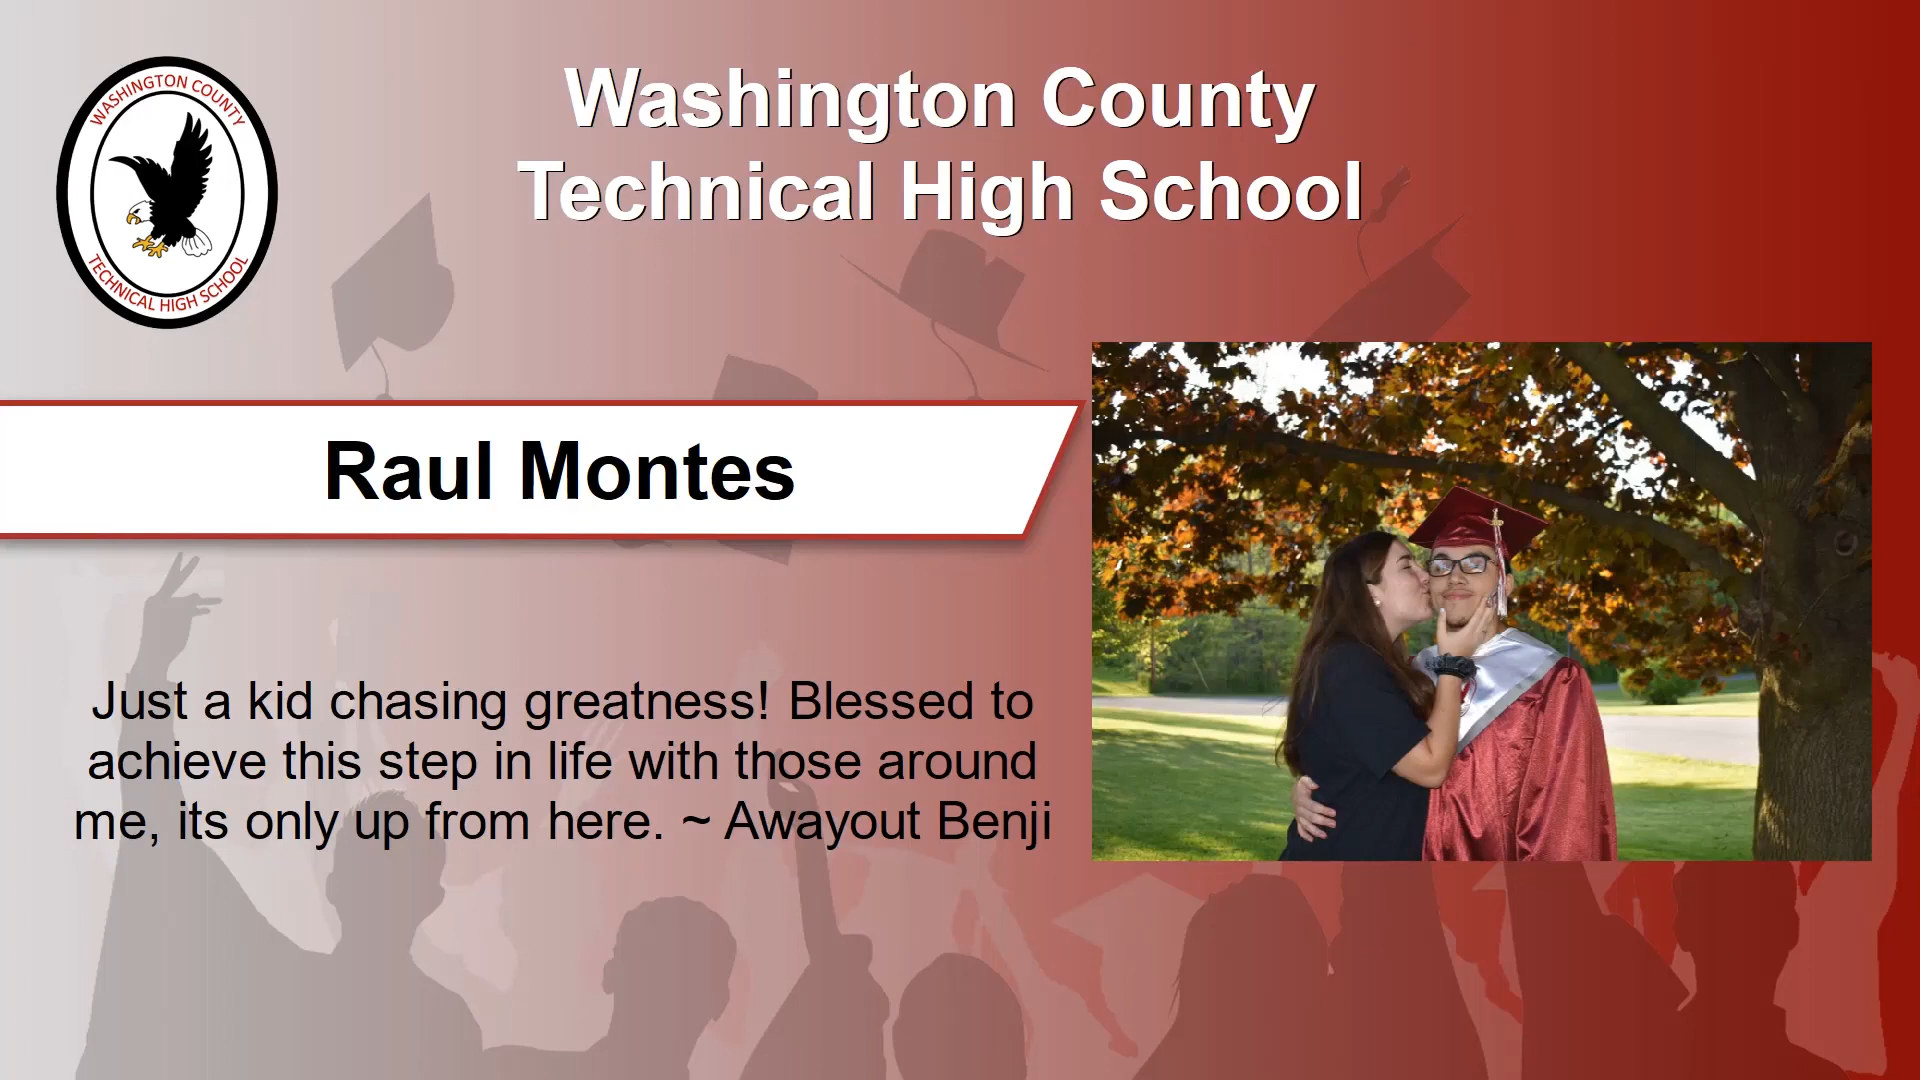 WASHINGTON COUNTY
TECHNICAL HIGH SCHOOL
Washington County
Technical High School
Raul Montes
Just a kid chasing greatness! Blessed to
achieve this step in life with those around
me, its only up from here. ~ Awayout Benji